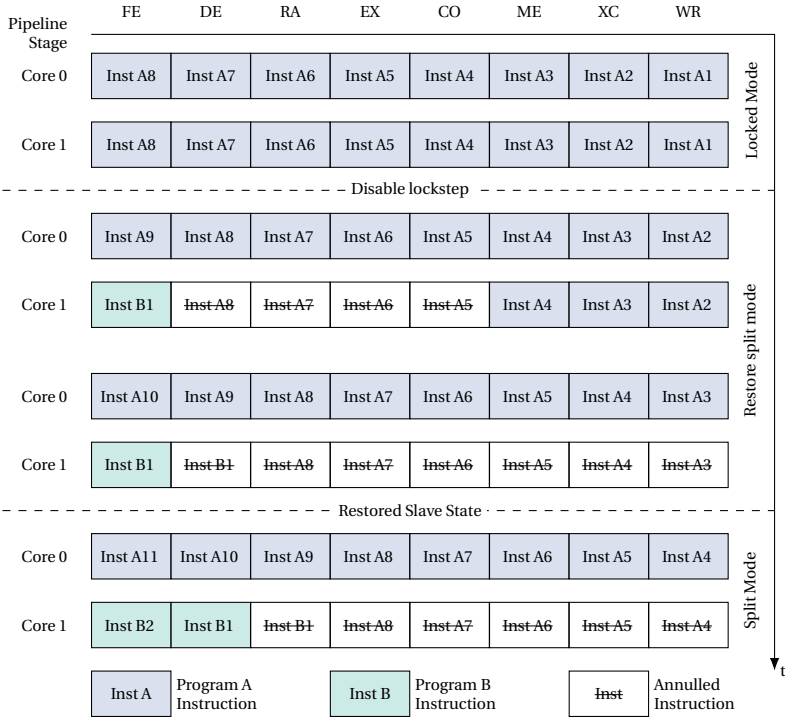 FE DE RA EX CO ME XC WR
Pipeline
Stage
Core 0 Inst A8 Inst A7 Inst A6 Inst A5 Inst A4 Inst A3 Inst A2 Inst A1
Core 1 Inst A8 Inst A7 Inst A6 Inst A5 Inst A4 Inst A3 Inst A2 Inst A1
Locked Mode
Disable lockstep
Core 0 Inst A9 Inst A8 Inst A7 Inst A6 Inst A5 Inst A4 Inst A3 Inst A2
Core 1 Inst B1 Inst A8 Inst A7 Inst A6 Inst A5 Inst A4 Inst A3 Inst A2
Core 0 Inst A10 Inst A9 Inst A8 Inst A7 Inst A6 Inst A5 Inst A4 Inst A3
Core 1 Inst B1 Inst B1 Inst A8 Inst A7 Inst A6 Inst A5 Inst A4 Inst A3
Restore split mode
Restored Slave State
Core 0 Inst A11 Inst A10 Inst A9 Inst A8 Inst A7 Inst A6 Inst A5 Inst A4
Core 1 Inst B2 Inst B1 Inst B1 Inst A8 Inst A7 Inst A6 Inst A5 Inst A4
Split Mode
t
Inst A
Program A
Instruction
Inst B
Program B
Instruction
Inst
Annulled
Instruction